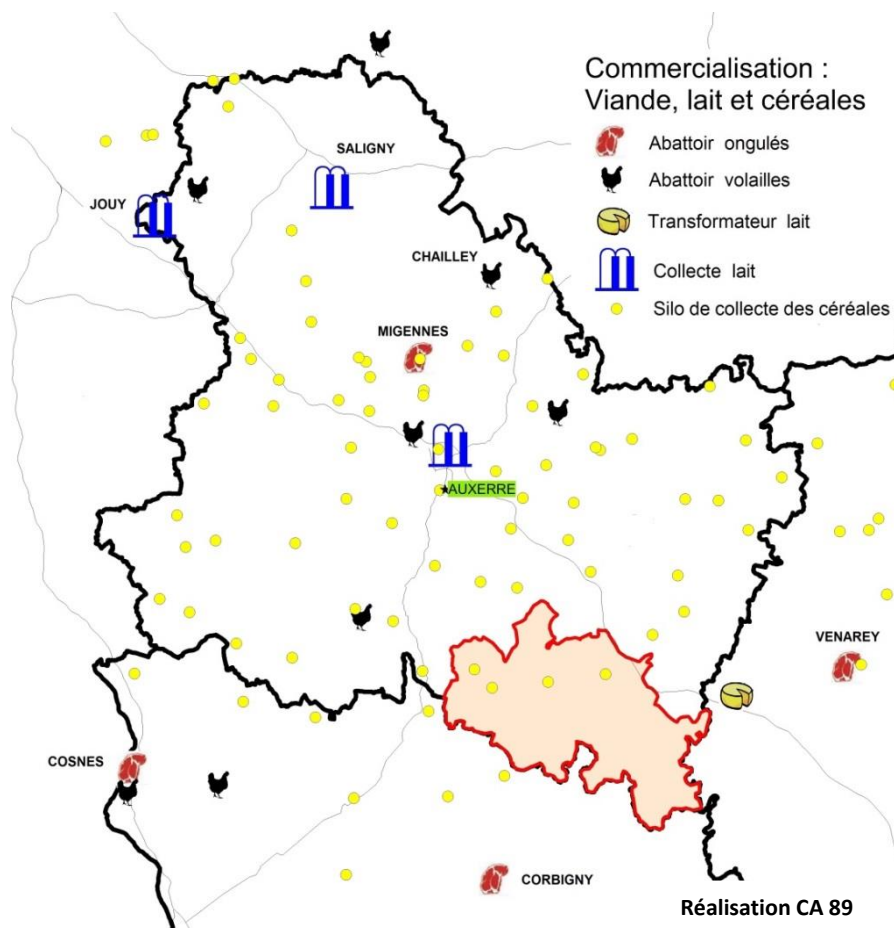 Commercialisation :
Viande, lait et céréales
Abattoir ongulés
Abattoir volailles
Transformateur lait
Collecte lait
Silo de collecte des céréales
SALIGNY
JOUY
CHAILLEY
MIGENNES
AUXERRE
VENAREY
COSNES
CORBIGNY
Réalisation CA 89